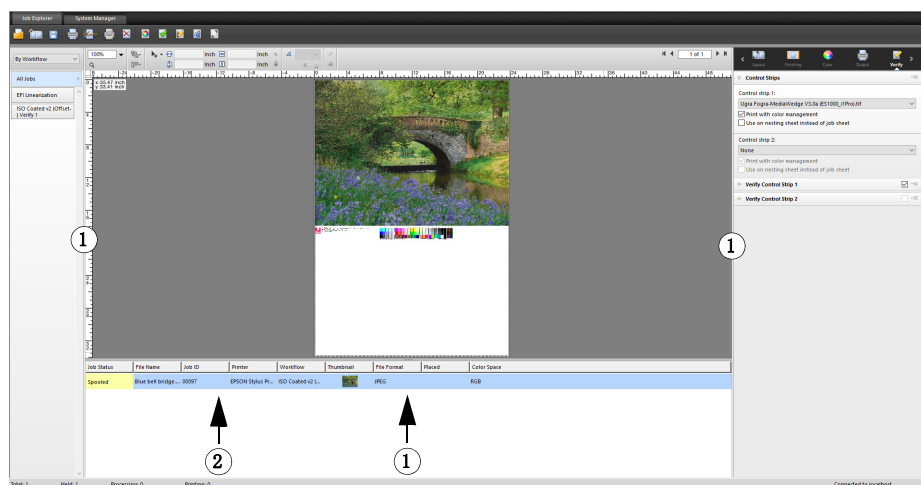 Job Explorer System Manager
By Workflow
100% inch inch
inch inch
1 of 1
Layout Finishing Color Output Verify
All Jobs
EFI Linearization
ISO Coated v2 (Offset-
) Verify 1
x:35.47 inch
y:33.41 inch
Control Strips
Control strip 1:
Ugra Fogra-MediaWedge V3.0a (ES1000_i1Pro).tif
Print with color management
Use on nesting sheet instead of job sheet
Control strip 2:
None
Print with color management
Use on nesting sheet instead of job sheet
Verify Control Strip 1
Verify Control Strip 2
1
1
Job Status File Name Job ID Printer Workflow Thumbnail File Format Placed Color Space
Spooled Blue bell bridge.... 00097 EPSON Stylus Pr... ISO Coated v2 (... JPEG RGB
2
1
Total: 1 Held: 1 Processing: 0 Printing: 0 Connected to localhost